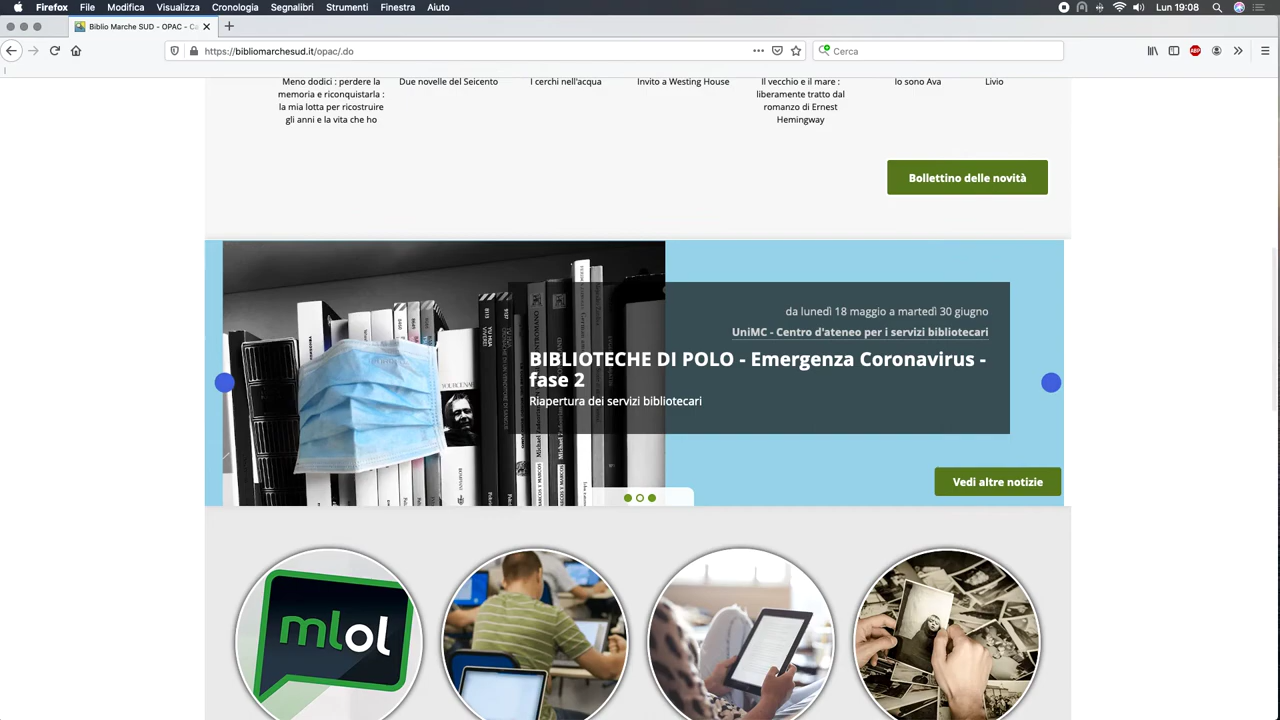 Firefox File Modifica Visualizza Cronologia Segnalibri Strumenti Finestra Aiuto Lun 19:08
Biblio Marche SUD - OPAC - Ca
https://bibliomarchesud.it/opac/.do
Cerca
ABP
Meno dodici : perdere la memoria e riconquistarla : la mia lotta per ricostruire gli anni e la vita che ho
Due novelle del Seicento
I cerchi nell'acqua
Invito a Westing House
Il vecchio e il mare : liberamente tratto dal romanzo di Ernest Hemingway
Io sono Ava
Livio
Bollettino delle novità
da lunedì 18 maggio a martedì 30 giugno
UniMC - Centro d'ateneo per i servizi bibliotecari
BIBLIOTECHE DI POLO - Emergenza Coronavirus -
fase 2
Riapertura dei servizi bibliotecari
YOURCENAR
Vedi altre notizie
mlol